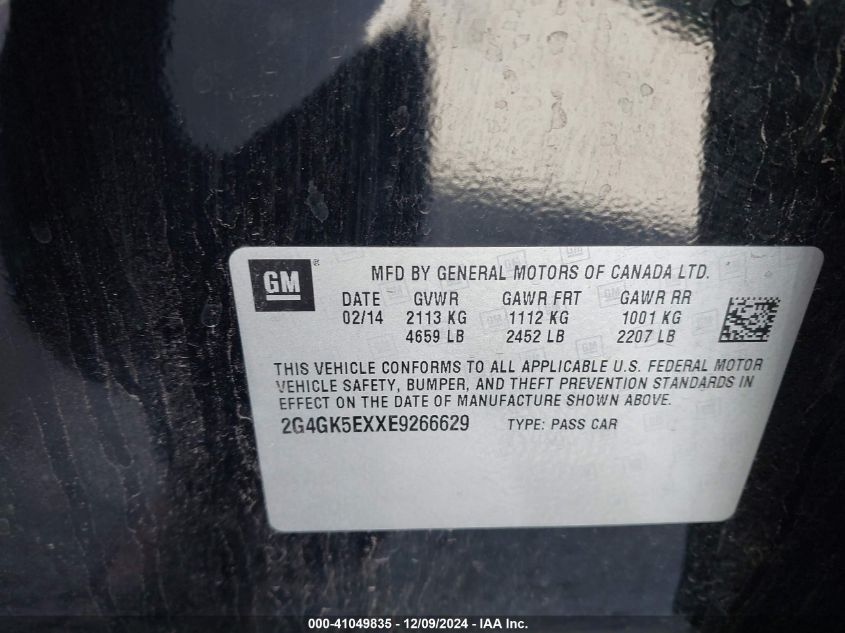 GM
MFD BY GENERAL MOTORS OF CANADA LTD.
DATE GVWR GAWR FRT GAWR RR
02/14 2113 KG 1112 KG 1001 KG
4659 LB 2452 LB 2207 LB
THIS VEHICLE CONFORMS TO ALL APPLICABLE U.S. FEDERAL MOTOR
VEHICLE SAFETY, BUMPER, AND THEFT PREVENTION STANDARDS IN
EFFECT ON THE DATE OF MANUFACTURE SHOWN ABOVE.
2G4GK5EXXE9266629 TYPE: PASS CAR
000-41049835 - 12/09/2024 - IAA Inc.